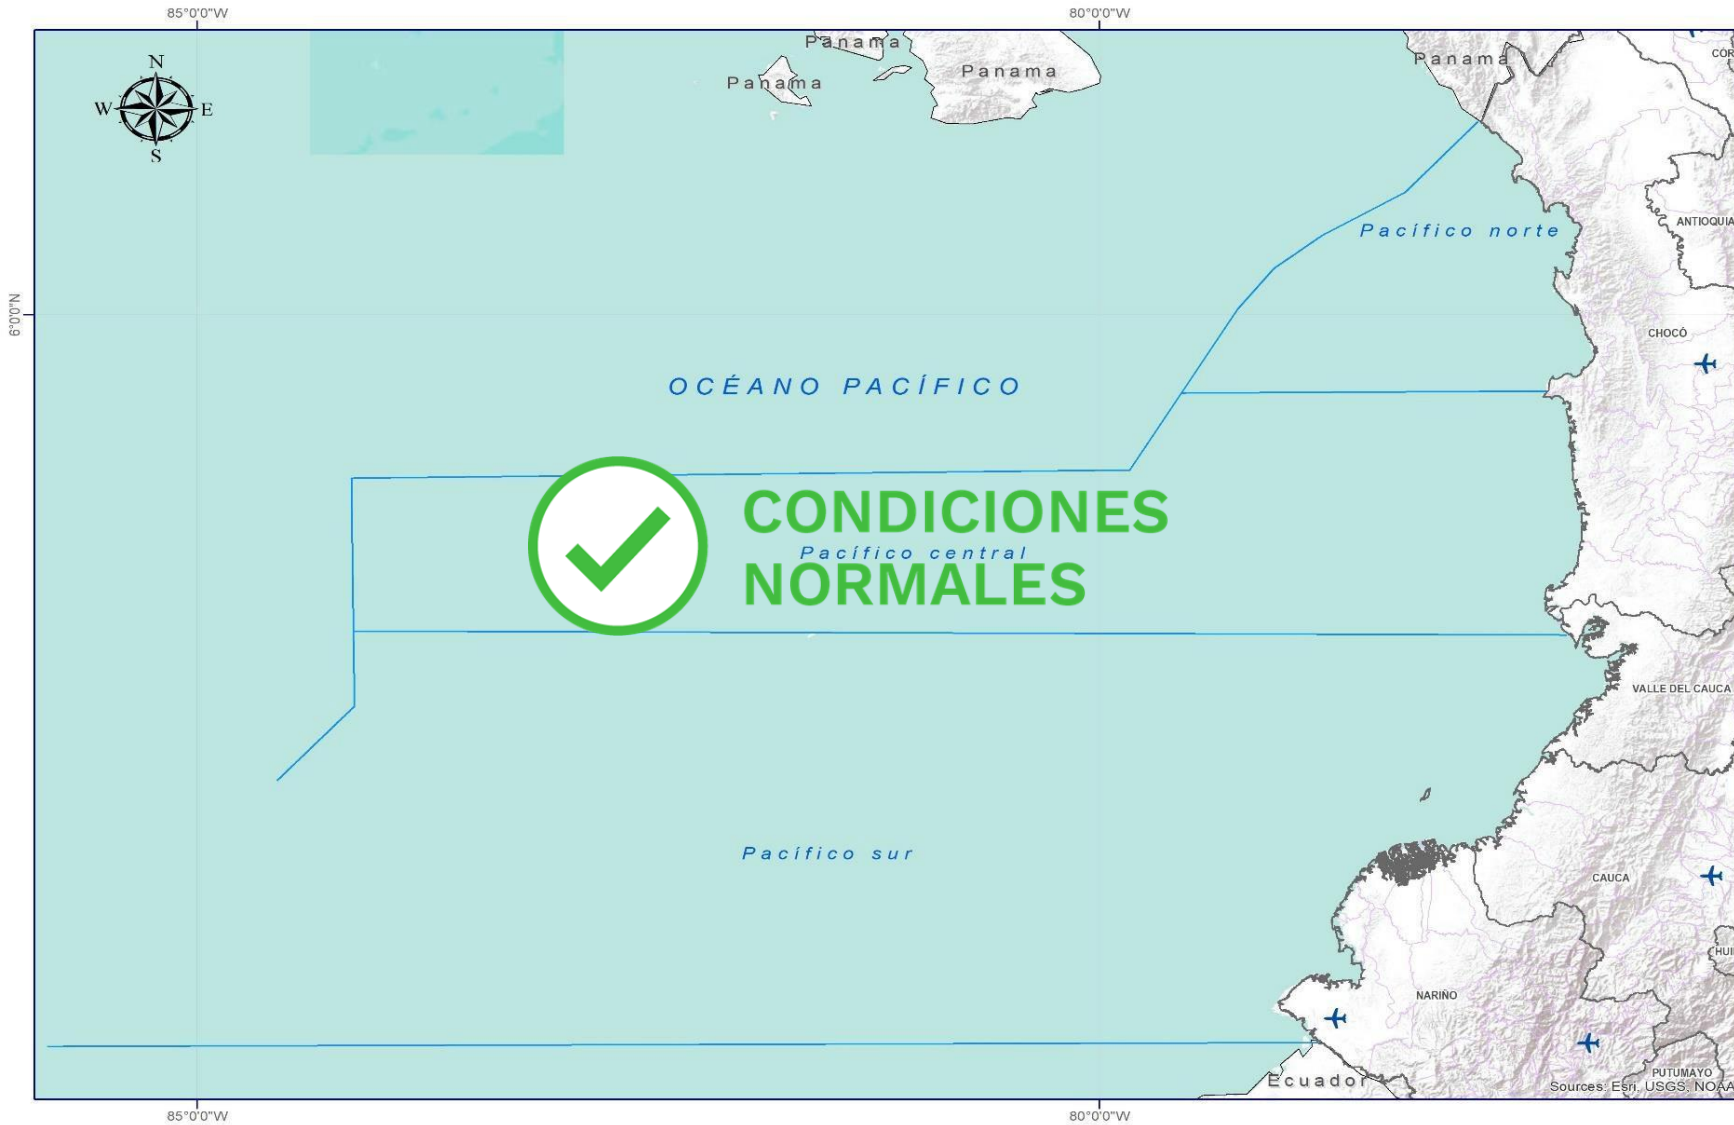 85°0'0"W
80°0'0"W
N
W
E
S
Panama
Panama
Panama
Panama
COR
Pacífico norte
ANTIOQUIA
6°0'0"N
CHOCÓ
OCÉANO PACÍFICO
CONDICIONES
Pacífico central
NORMALES
VALLE DEL CAUCA
Pacífico sur
CAUCA
HUI
NARIÑO
PUTUMAYO
Ecuador
Sources: Esri, USGS, NOAA
85°0'0"W
80°0'0"W